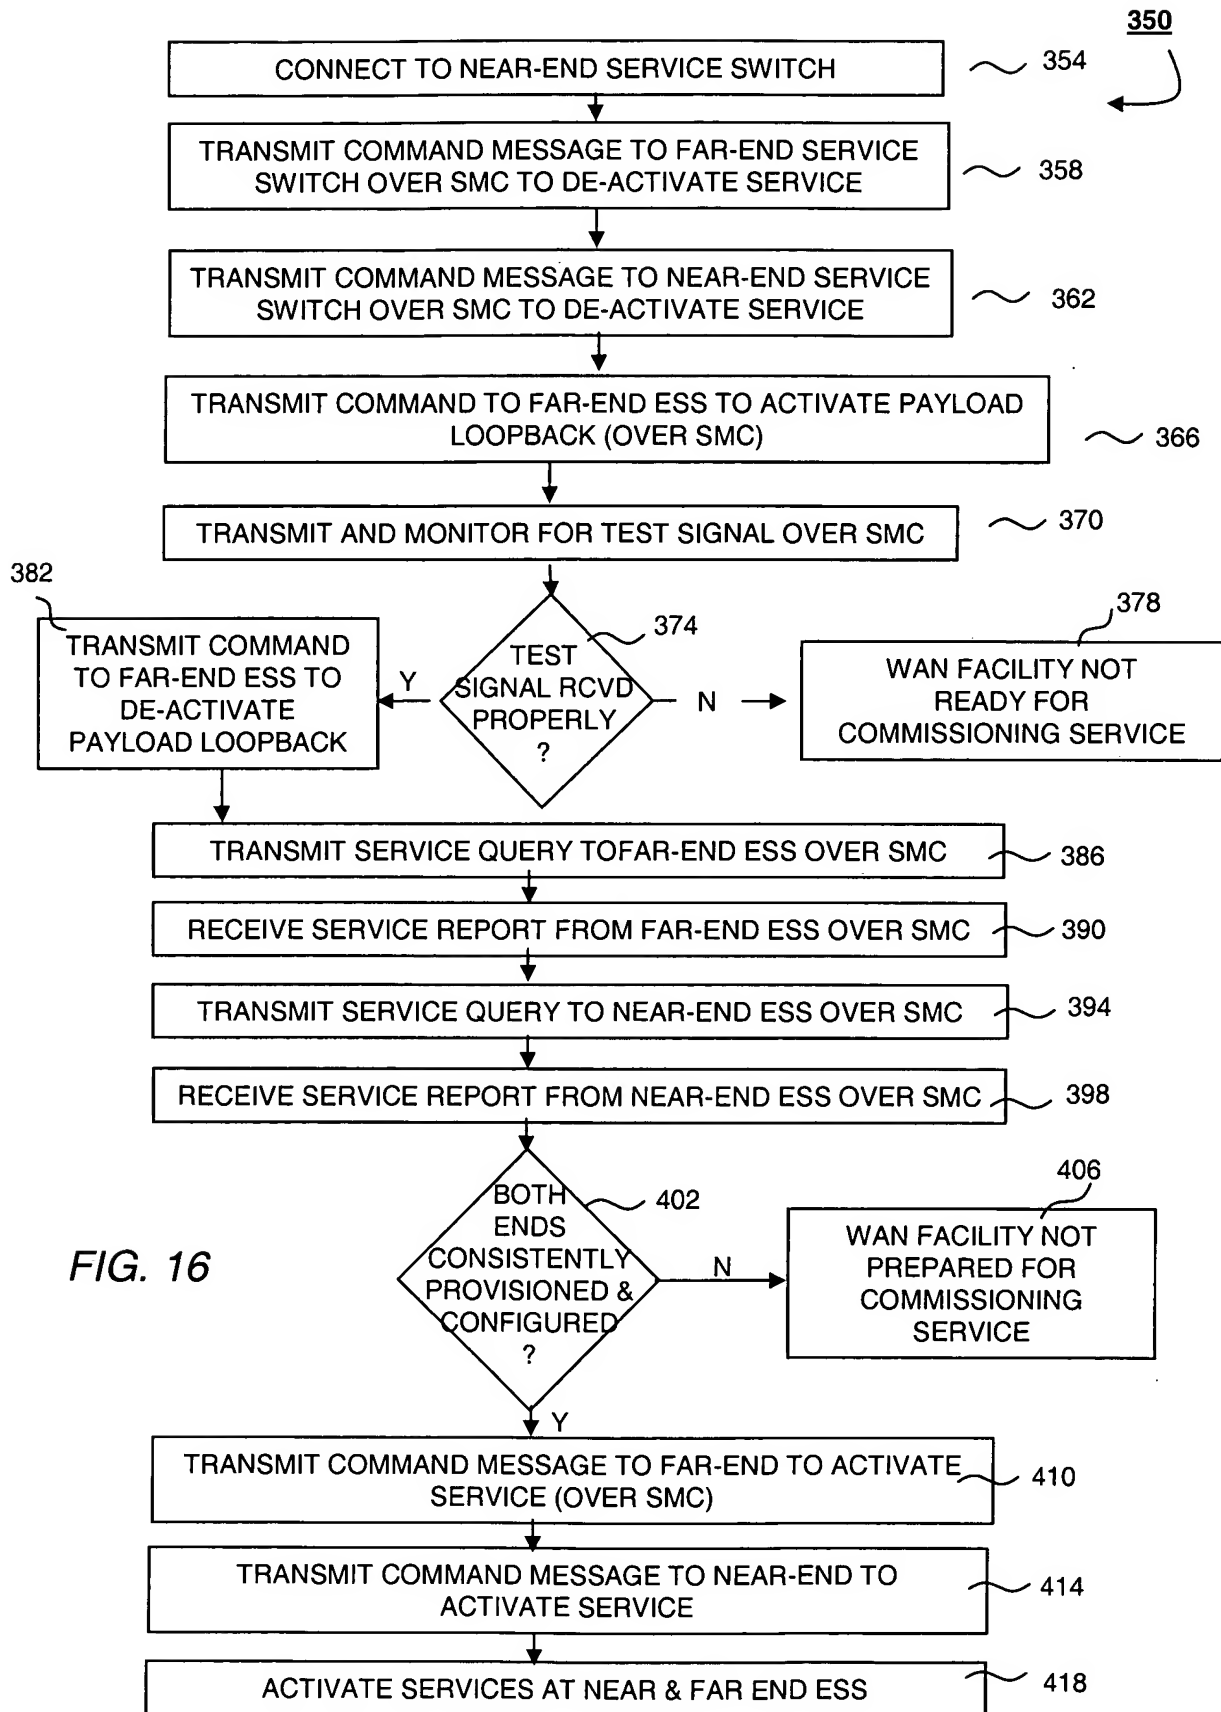 350
CONNECT TO NEAR-END SERVICE SWITCH
354
TRANSMIT COMMAND MESSAGE TO FAR-END SERVICE
SWITCH OVER SMC TO DE-ACTIVATE SERVICE
358
TRANSMIT COMMAND MESSAGE TO NEAR-END SERVICE
SWITCH OVER SMC TO DE-ACTIVATE SERVICE
362
TRANSMIT COMMAND TO FAR-END ESS TO ACTIVATE PAYLOAD
LOOPBACK (OVER SMC)
366
TRANSMIT AND MONITOR FOR TEST SIGNAL OVER SMC
370
382
TRANSMIT COMMAND
TO FAR-END ESS TO
DE-ACTIVATE
PAYLOAD LOOPBACK
Y
374
TEST
SIGNAL RCVD
PROPERLY
?
N
378
WAN FACILITY NOT
READY FOR
COMMISSIONING SERVICE
TRANSMIT SERVICE QUERY TOFAR-END ESS OVER SMC
386
RECEIVE SERVICE REPORT FROM FAR-END ESS OVER SMC
390
TRANSMIT SERVICE QUERY TO NEAR-END ESS OVER SMC
394
RECEIVE SERVICE REPORT FROM NEAR-END ESS OVER SMC
398
BOTH
ENDS
CONSISTENTLY
PROVISIONED &
CONFIGURED
?
402
N
406
WAN FACILITY NOT
PREPARED FOR
COMMISSIONING
SERVICE
FIG. 16
Y
TRANSMIT COMMAND MESSAGE TO FAR-END TO ACTIVATE
SERVICE (OVER SMC)
410
TRANSMIT COMMAND MESSAGE TO NEAR-END TO
ACTIVATE SERVICE
414
ACTIVATE SERVICES AT NEAR & FAR END ESS
418